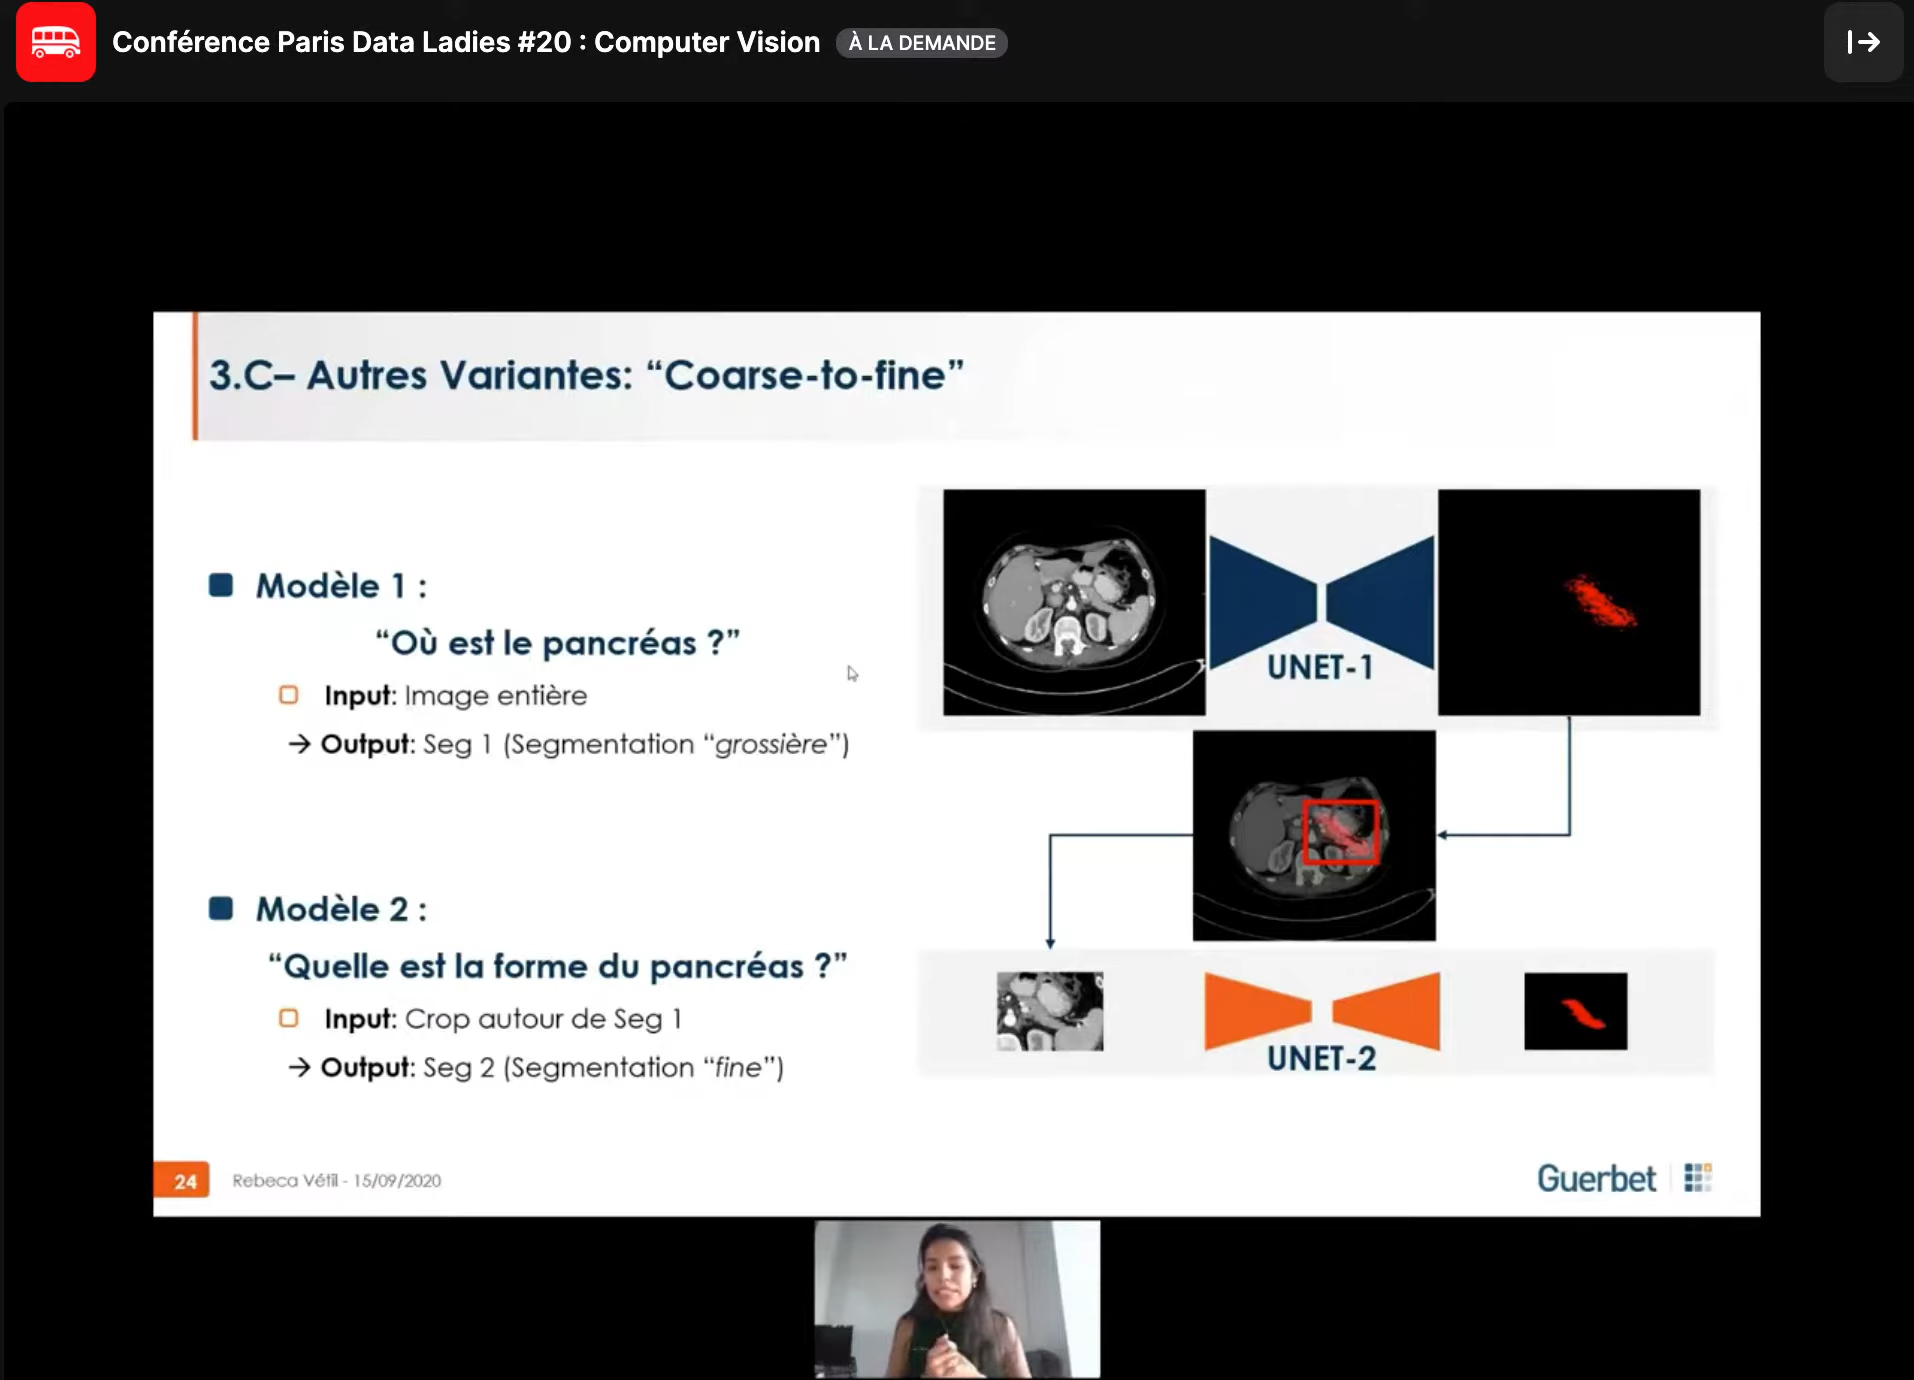 Conférence Paris Data Ladies #20 : Computer Vision À LA DEMANDE
3.C– Autres Variantes: “Coarse-to-fine”
Modèle 1 :
“Où est le pancréas ?”
Input: Image entière
→ Output: Seg 1 (Segmentation “grossière”)
Modèle 2 :
“Quelle est la forme du pancréas ?”
Input: Crop autour de Seg 1
→ Output: Seg 2 (Segmentation “fine”)
UNET-1
UNET-2
24 Rebeca Vétil - 15/09/2020
Guerbet